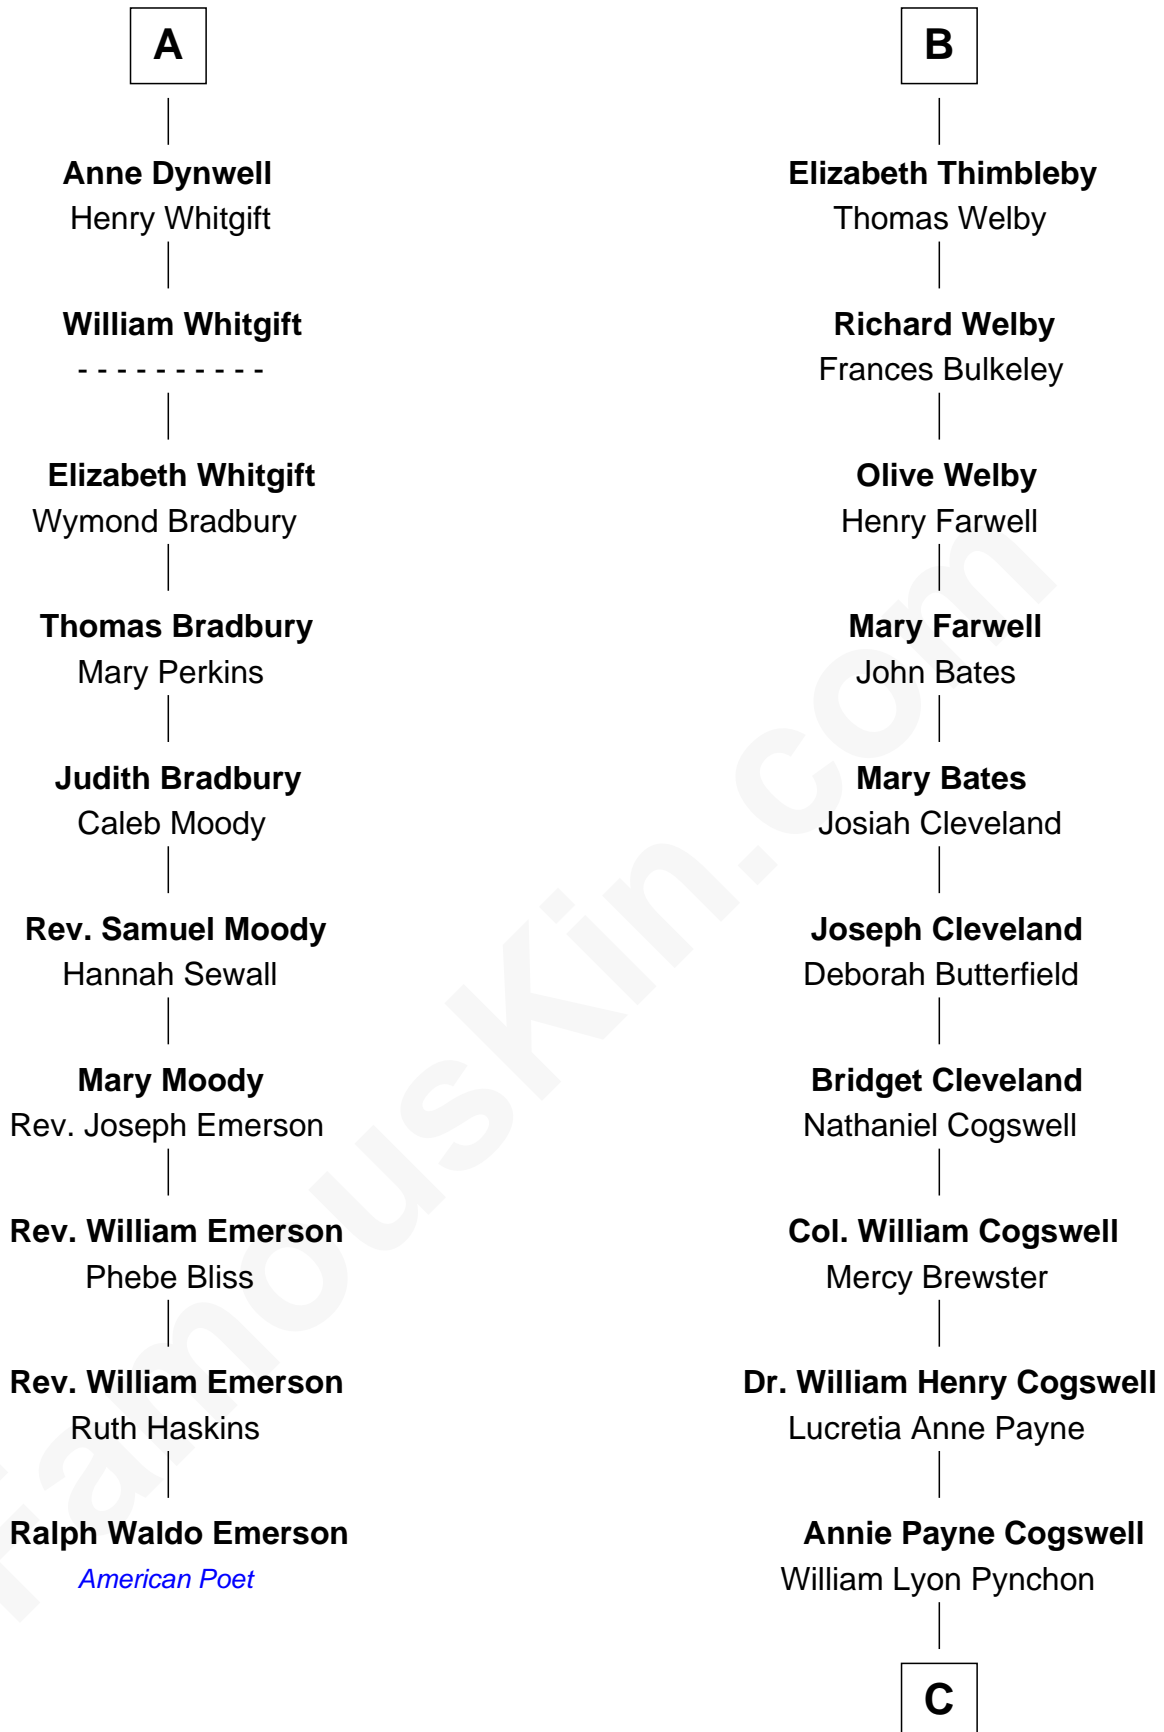 A
Anne Dynwell
Henry Whitgift
William Whitgift
- - - - - - - - - -
Elizabeth Whitgift
Wymond Bradbury
Thomas Bradbury
Mary Perkins
Judith Bradbury
Caleb Moody
Rev. Samuel Moody
Hannah Sewall
Mary Moody
Rev. Joseph Emerson
Rev. William Emerson
Phebe Bliss
Rev. William Emerson
Ruth Haskins
Ralph Waldo Emerson
American Poet
B
Elizabeth Thimbleby
Thomas Welby
Richard Welby
Frances Bulkeley
Olive Welby
Henry Farwell
Mary Farwell
John Bates
Mary Bates
Josiah Cleveland
Joseph Cleveland
Deborah Butterfield
Bridget Cleveland
Nathaniel Cogswell
Col. William Cogswell
Mercy Brewster
Dr. William Henry Cogswell
Lucretia Anne Payne
Annie Payne Cogswell
William Lyon Pynchon
C
FamousKin.com